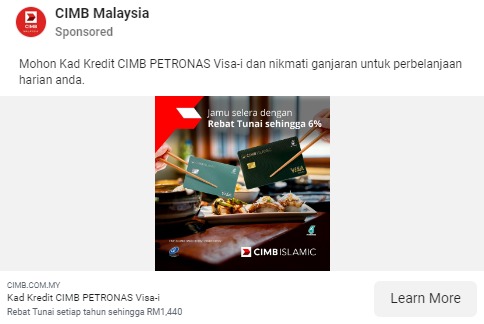 CIMB Malaysia
Sponsored
Mohon Kad Kredit CIMB PETRONAS Visa-i dan nikmati ganjaran untuk perbelanjaan
harian anda.
Jamu selera dengan
Rebat Tunai sehingga 6%
CIMB ISLAMIC
VISA
VISA
CIMB ISLAMIC
CIMB.COM.MY
Kad Kredit CIMB PETRONAS Visa-i
Rebat Tunai setiap tahun sehingga RM1,440
Learn More